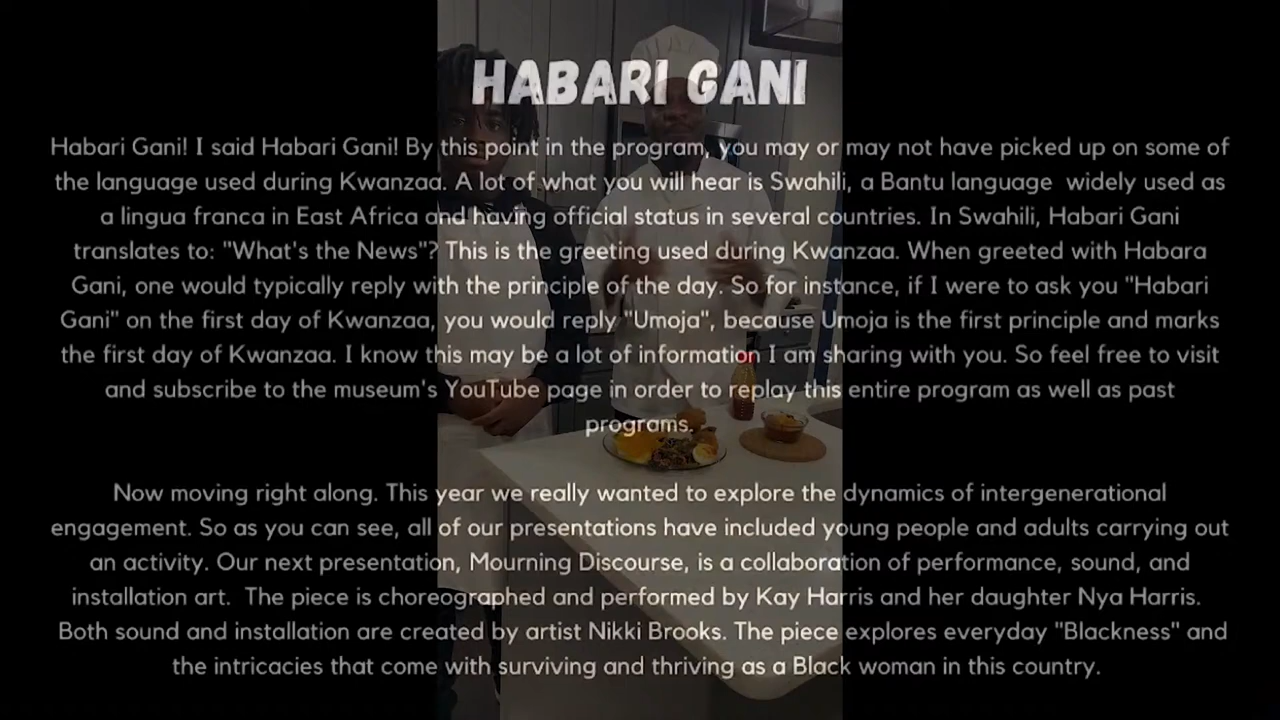 HABARI GANI
Habari Gani! I said Habari Gani! By this point in the program, you may or may not have picked up on some of
the language used during Kwanzaa. A lot of what you will hear is Swahili, a Bantu language widely used as
a lingua franca in East Africa and having official status in several countries. In Swahili, Habari Gani
translates to: "What's the News"? This is the greeting used during Kwanzaa. When greeted with Habara
Gani, one would typically reply with the principle of the day. So for instance, if I were to ask you "Habari
Gani" on the first day of Kwanzaa, you would reply "Umoja", because Umoja is the first principle and marks
the first day of Kwanzaa. I know this may be a lot of information I am sharing with you. So feel free to visit
and subscribe to the museum's YouTube page in order to replay this entire program as well as past
programs.
Now moving right along. This year we really wanted to explore the dynamics of intergenerational
engagement. So as you can see, all of our presentations have included young people and adults carrying out
an activity. Our next presentation, Mourning Discourse, is a collaboration of performance, sound, and
installation art. The piece is choreographed and performed by Kay Harris and her daughter Nya Harris.
Both sound and installation are created by artist Nikki Brooks. The piece explores everyday "Blackness" and
the intricacies that come with surviving and thriving as a Black woman in this country.